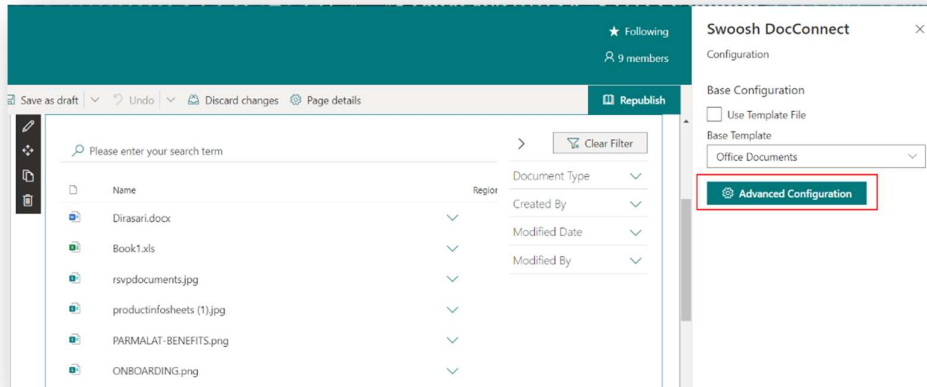 Following
9 members
Save as draft
Undo
Discard changes
Page details
Republish
Please enter your search term
Clear Filter
Name
Region
Dirasari.docx
Book1.xls
rsvpdocuments.jpg
productinfosheets (1).jpg
PARMALAT-BENEFITS.png
ONBOARDING.png
Document Type
Created By
Modified Date
Modified By
Swoosh DocConnect
Configuration
Base Configuration
Use Template File
Base Template
Office Documents
Advanced Configuration